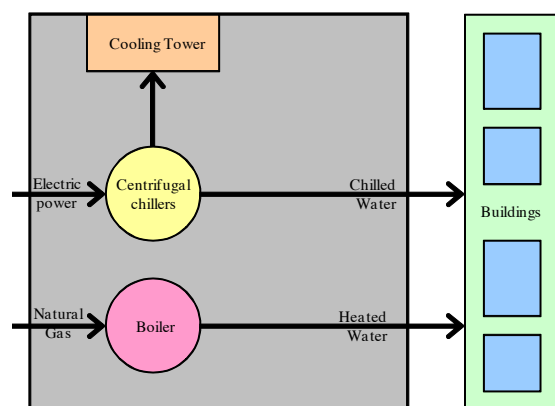 Cooling Tower
Electric
power
Centrifugal
chillers
Chilled
Water
Buildings
Natural
Gas
Boiler
Heated
Water